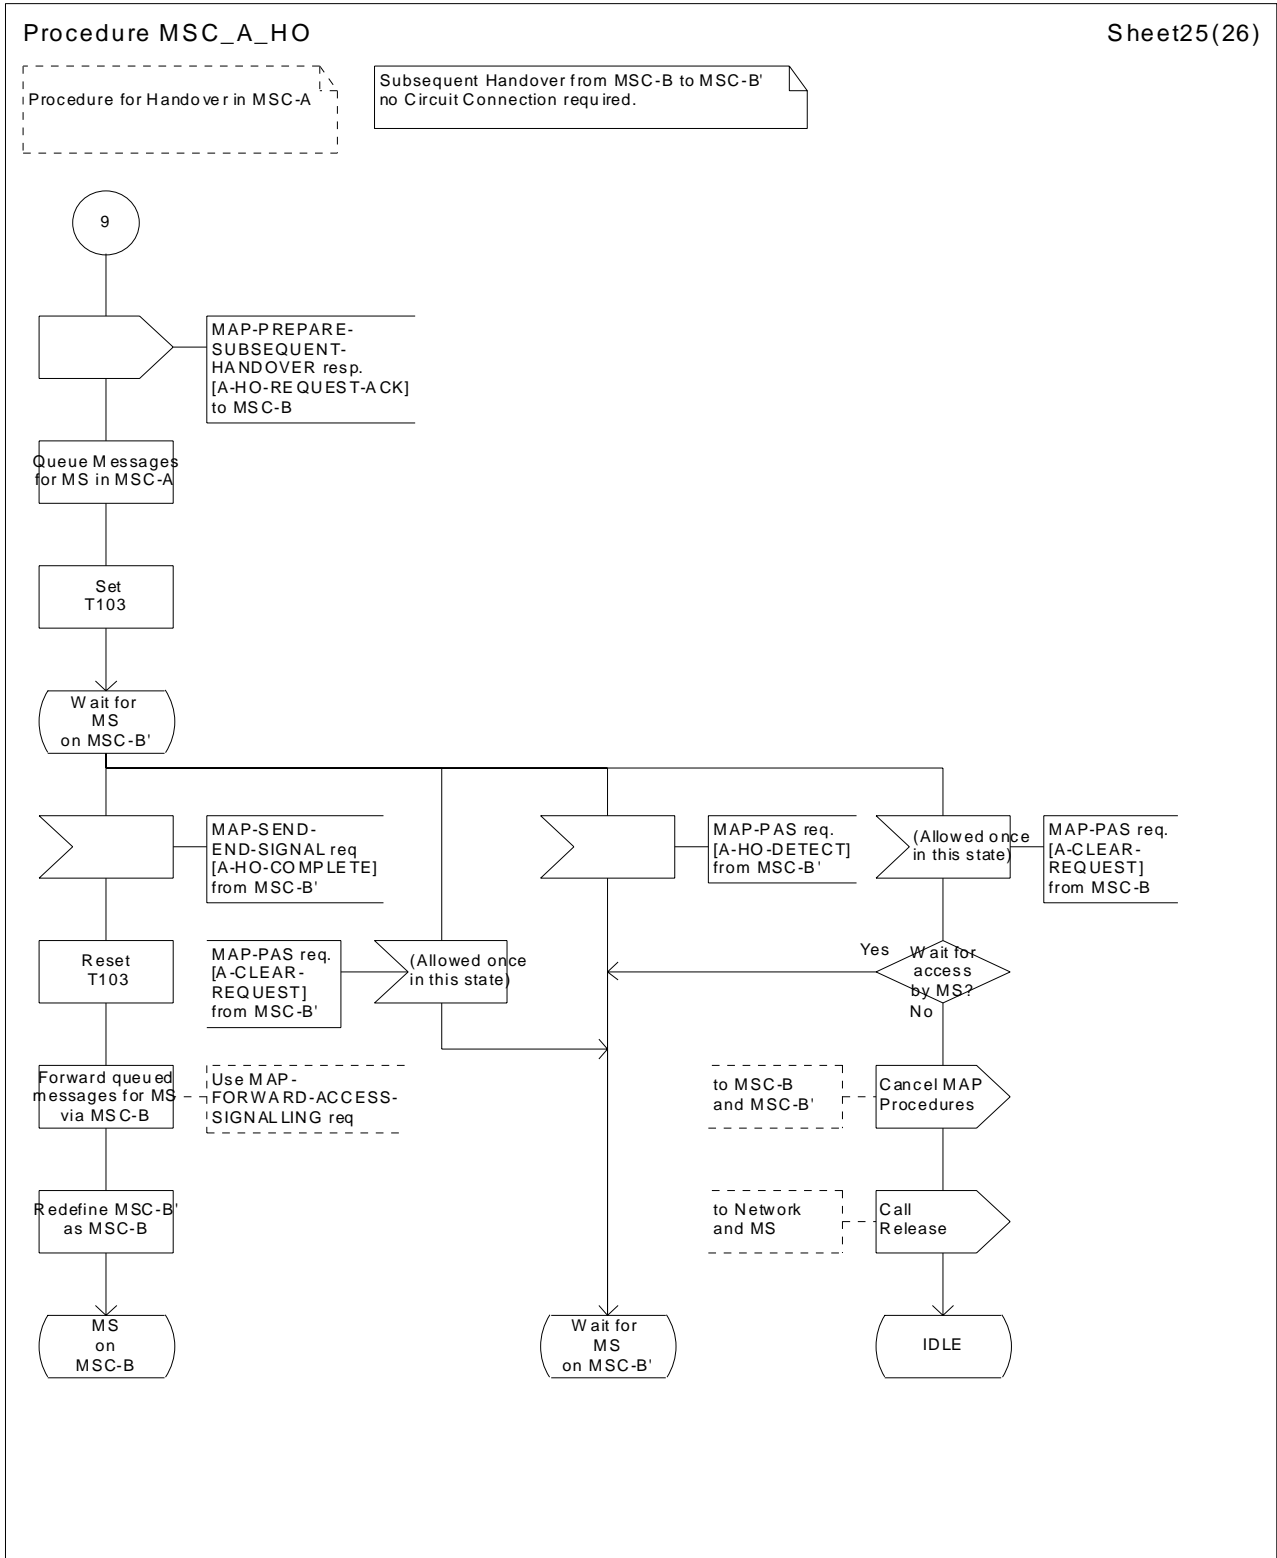 Procedure MSC_A_HO
Sheet25(26)
Procedure for Handover in MSC-A
Subsequent Handover from MSC-B to MSC-B'
no Circuit Connection required.
9
MAP-PREPARE-
SUBSEQUENT-
HANDOVER resp.
[A-HO-REQUEST-ACK]
to MSC-B
Queue Messages
for MS in MSC-A
Set
T103
Wait for
MS
on MSC-B'
MAP-SEND-
END-SIGNAL req
[A-HO-COMPLETE]
from MSC-B'
MAP-PAS req.
[A-HO-DETECT]
from MSC-B'
(Allowed once
in this state)
MAP-PAS req.
[A-CLEAR-
REQUEST]
from MSC-B
Reset
T103
MAP-PAS req.
[A-CLEAR-
REQUEST]
from MSC-B'
(Allowed once
in this state)
Yes
Wait for
access
by MS?
No
Forward queued
messages for MS
via MSC-B
Use MAP-
FORWARD-ACCESS-
SIGNALLING req
to MSC-B
and MSC-B'
Cancel MAP
Procedures
Redefine MSC-B'
as MSC-B
to Network
and MS
Call
Release
MS
on
MSC-B
Wait for
MS
on MSC-B'
IDLE